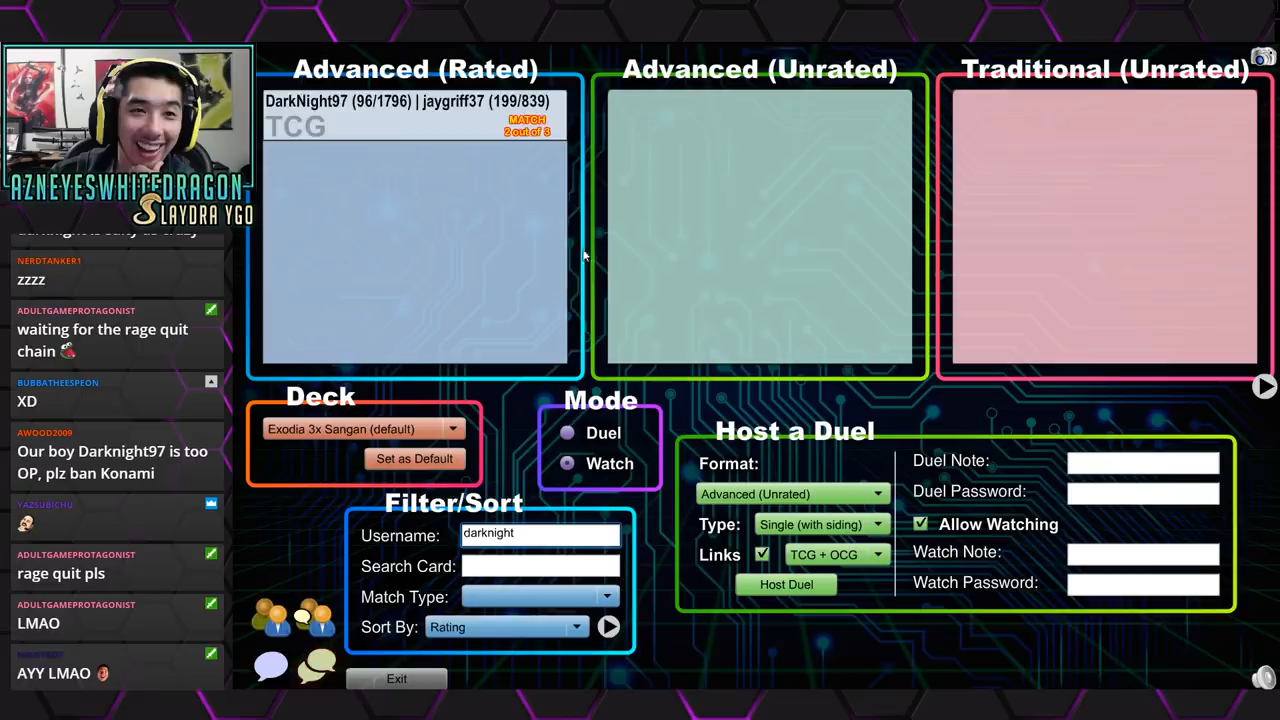 Advanced (Rated)
Advanced (Unrated)
Traditional (Unrated)
DarkNight97 (96/1796) | jaygriff37 (199/839)
TCG
MATCH
2 out of 3
AZNEYESWHITEDRAGON
SLAYDRA YGO
NERDTANKER1
zzzz
ADULTGAMEPROTAGONIST
waiting for the rage quit
chain
BUBBATHEESPEON
XD
AWOOD2009
Our boy Darknight97 is too
OP, plz ban Konami
YAZSUBICHU
ADULTGAMEPROTAGONIST
rage quit pls
ADULTGAMEPROTAGONIST
LMAO
AYY LMAO
Deck
Exodia 3x Sangan (default)
Set as Default
Mode
Duel
Watch
Filter/Sort
Username: darknight
Search Card:
Match Type:
Sort By: Rating
Exit
Host a Duel
Format:
Advanced (Unrated)
Type: Single (with siding)
Links TCG + OCG
Host Duel
Duel Note:
Duel Password:
Allow Watching
Watch Note:
Watch Password: